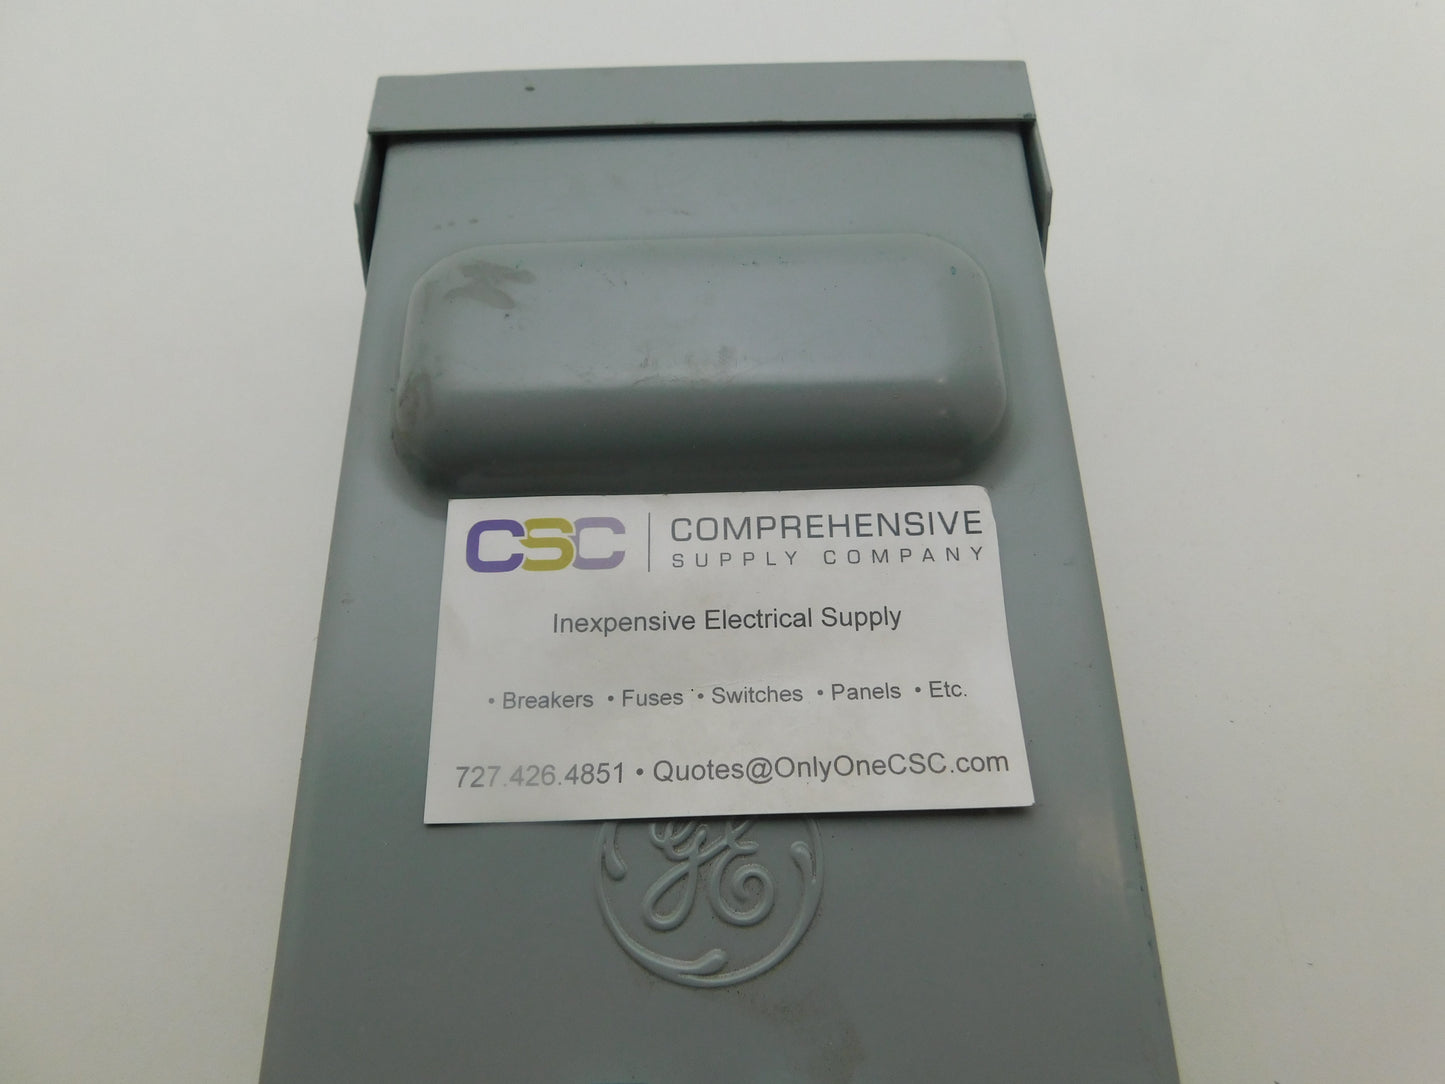 CSC | COMPREHENSIVE
SUPPLY COMPANY
Inexpensive Electrical Supply
• Breakers • Fuses • Switches • Panels • Etc.
727.426.4851 • Quotes@OnlyOneCSC.com
GE